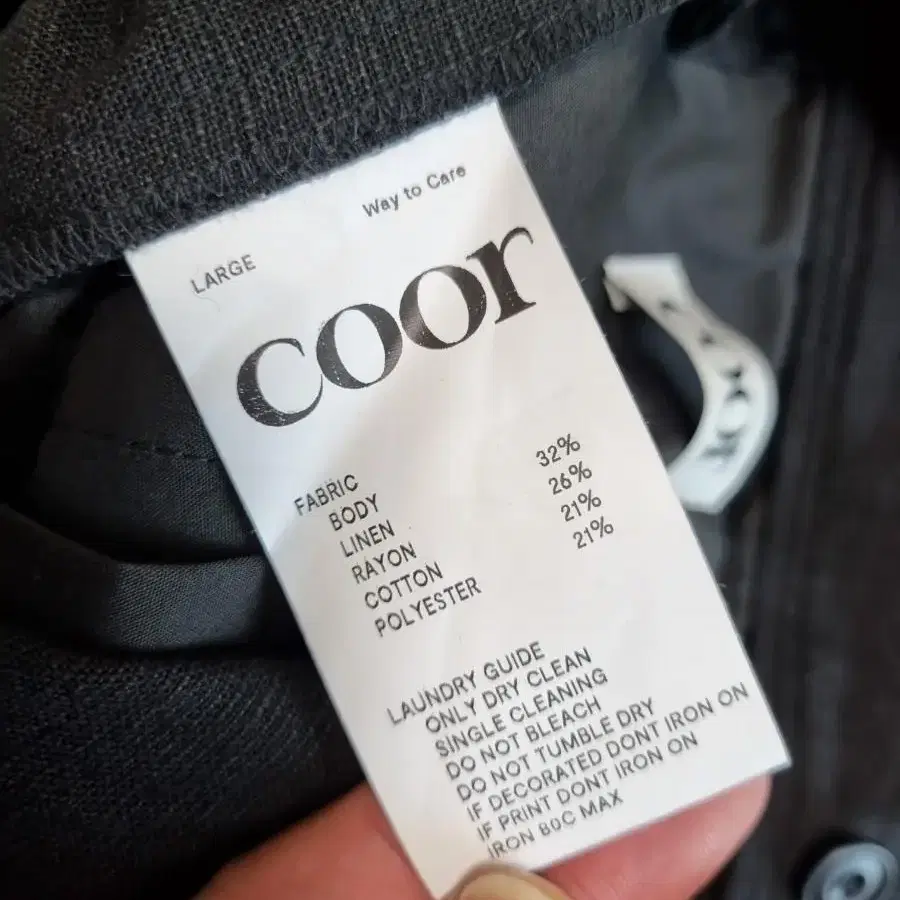 Way to Care
LARGE
coor
FABRIC
BODY
LINEN 32%
RAYON 26%
COTTON 21%
POLYESTER 21%
LAUNDRY GUIDE
ONLY DRY CLEAN
SINGLE CLEANING
DO NOT BLEACH
DO NOT TUMBLE DRY
IF DECORATED DONT IRON ON
IF PRINT DONT IRON ON
IRON 80C MAX